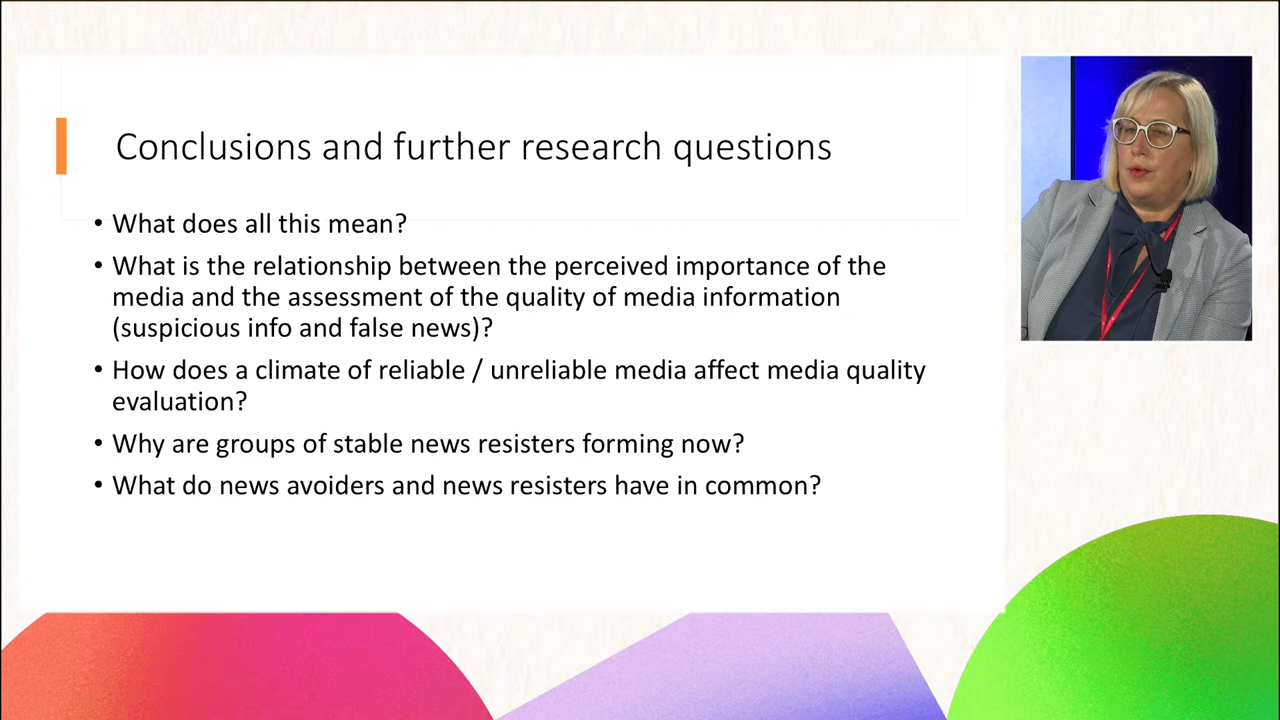 Conclusions and further research questions
• What does all this mean?
• What is the relationship between the perceived importance of the
media and the assessment of the quality of media information
(suspicious info and false news)?
• How does a climate of reliable / unreliable media affect media quality
evaluation?
• Why are groups of stable news resisters forming now?
• What do news avoiders and news resisters have in common?